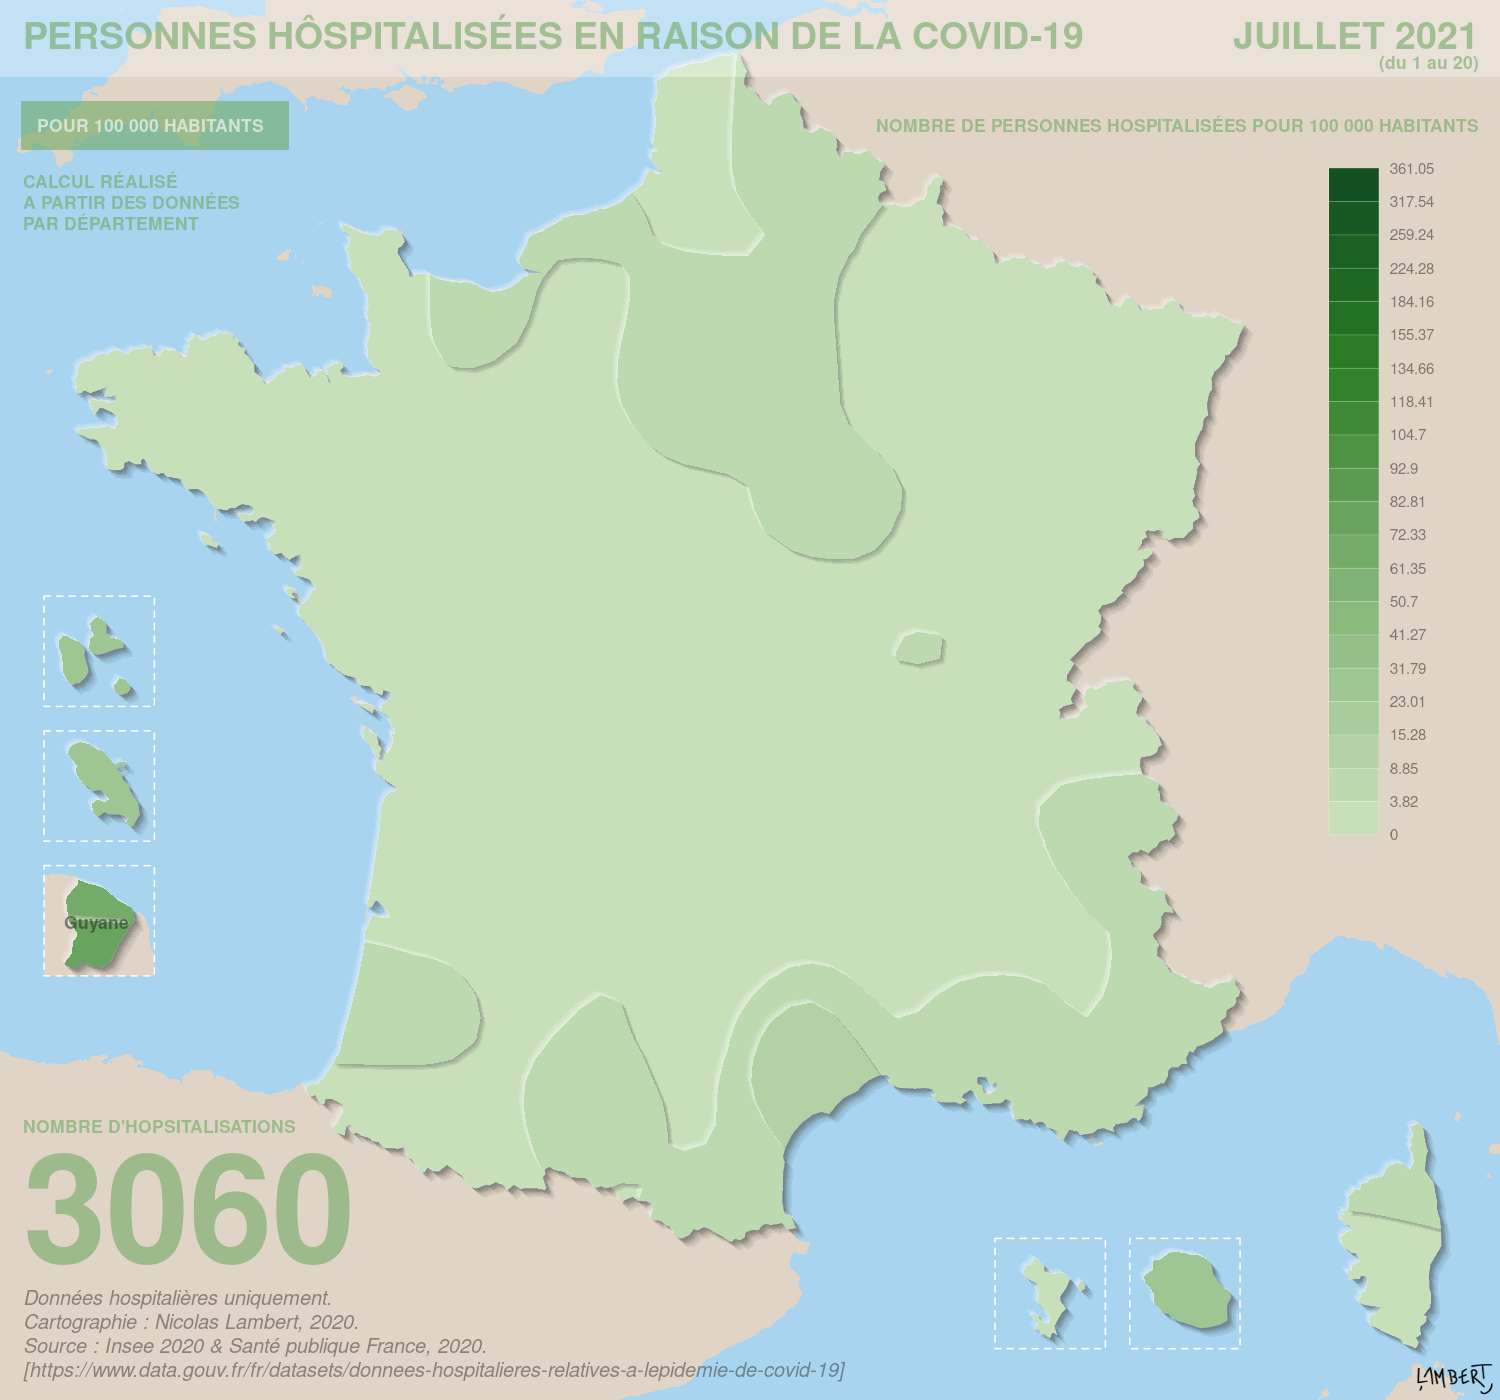 PERSONNES HÔSPITALISÉES EN RAISON DE LA COVID-19
JUILLET 2021
(du 1 au 20)
POUR 100 000 HABITANTS
CALCUL RÉALISÉ
A PARTIR DES DONNÉES
PAR DÉPARTEMENT
NOMBRE DE PERSONNES HOSPITALISÉES POUR 100 000 HABITANTS
361.05
317.54
259.24
224.28
184.16
155.37
134.66
118.41
104.7
92.9
82.81
72.33
61.35
50.7
41.27
31.79
23.01
15.28
8.85
3.82
0
Guyane
NOMBRE D'HOPSITALISATIONS
3060
Données hospitalières uniquement.
Cartographie : Nicolas Lambert, 2020.
Source : Insee 2020 & Santé publique France, 2020.
[https://www.data.gouv.fr/fr/datasets/donnees-hospitalieres-relatives-a-lepidemie-de-covid-19]
LAMBERT